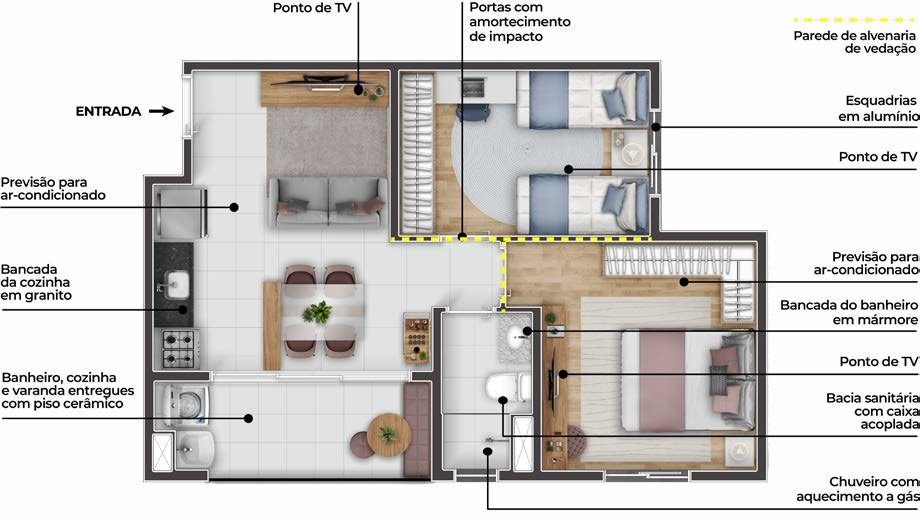 Ponto de TV
Portas com
amortecimento
de impacto
Parede de alvenaria
de vedação
ENTRADA
Esquadrias
em alumínio
Ponto de TV
Previsão para
ar-condicionado
Previsão para
ar-condicionado
Bancada
da cozinha
em granito
Bancada do banheiro
em mármore
Ponto de TV
Banheiro, cozinha
e varanda entregues
com piso cerâmico
Bacia sanitária
com caixa
acoplada
Chuveiro com
aquecimento a gás